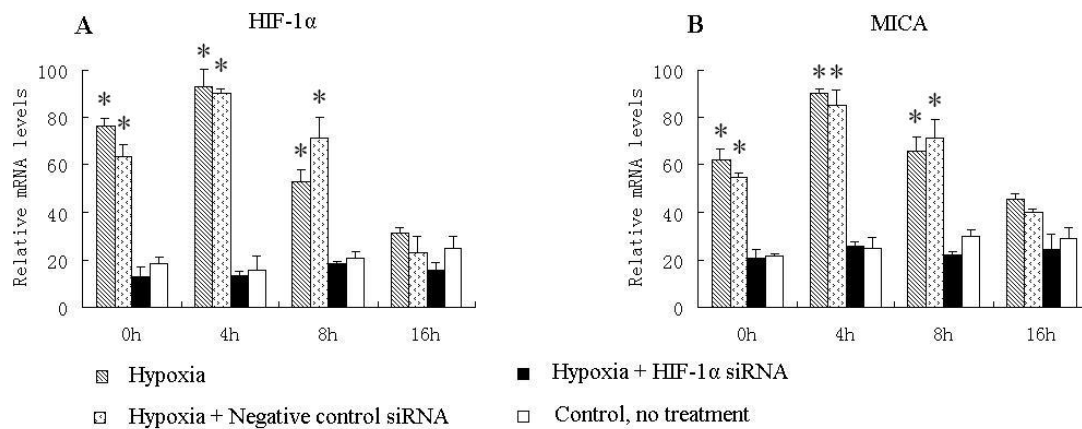 A
HIF-1α
Relative mRNA levels
100
80
60
40
20
0
* * * * * *
0h 4h 8h 16h
B
MICA
Relative mRNA levels
100
80
60
40
20
0
* * ** * *
0h 4h 8h 16h
Hypoxia
Hypoxia + HIF-1α siRNA
Hypoxia + Negative control siRNA
Control, no treatment